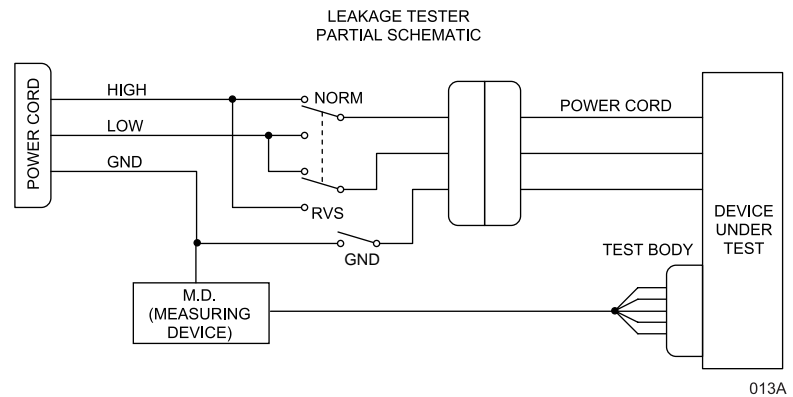 LEAKAGE TESTER
PARTIAL SCHEMATIC
POWER CORD
HIGH
LOW
GND
NORM
RVS
GND
POWER CORD
DEVICE
UNDER
TEST
TEST BODY
M.D.
(MEASURING
DEVICE)
013A